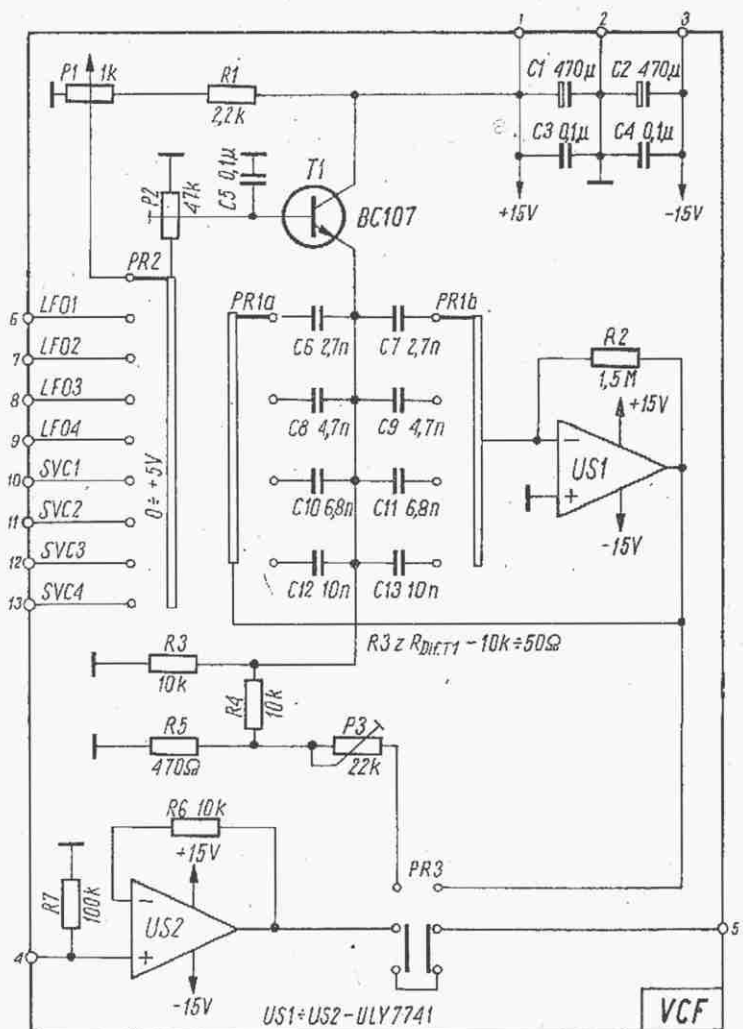 1 2 3
P1 1k
R1
2,2k
C1 470μ
C2 470μ
C3 0,1μ
C4 0,1μ
+15V
-15V
P2 47k
C5 0,1μ
T1
BC107
PR2
PR1a
PR1b
6 LFO1
7 LFO2
8 LFO3
9 LFO4
10 SVC1
11 SVC2
12 SVC3
13 SVC4
0÷+5V
C6 2,7n
C7 2,7n
C8 4,7n
C9 4,7n
C10 6,8n
C11 6,8n
C12 10n
C13 10n
R2
1,5M
+15V
-
US1
+
-15V
R3
10k
R4 10k
R5
470Ω
P3
22k
R6 10k
+15V
R7 100k
-
US2
+
-15V
4
PR3
5
US1÷US2-ULY7741
VCF